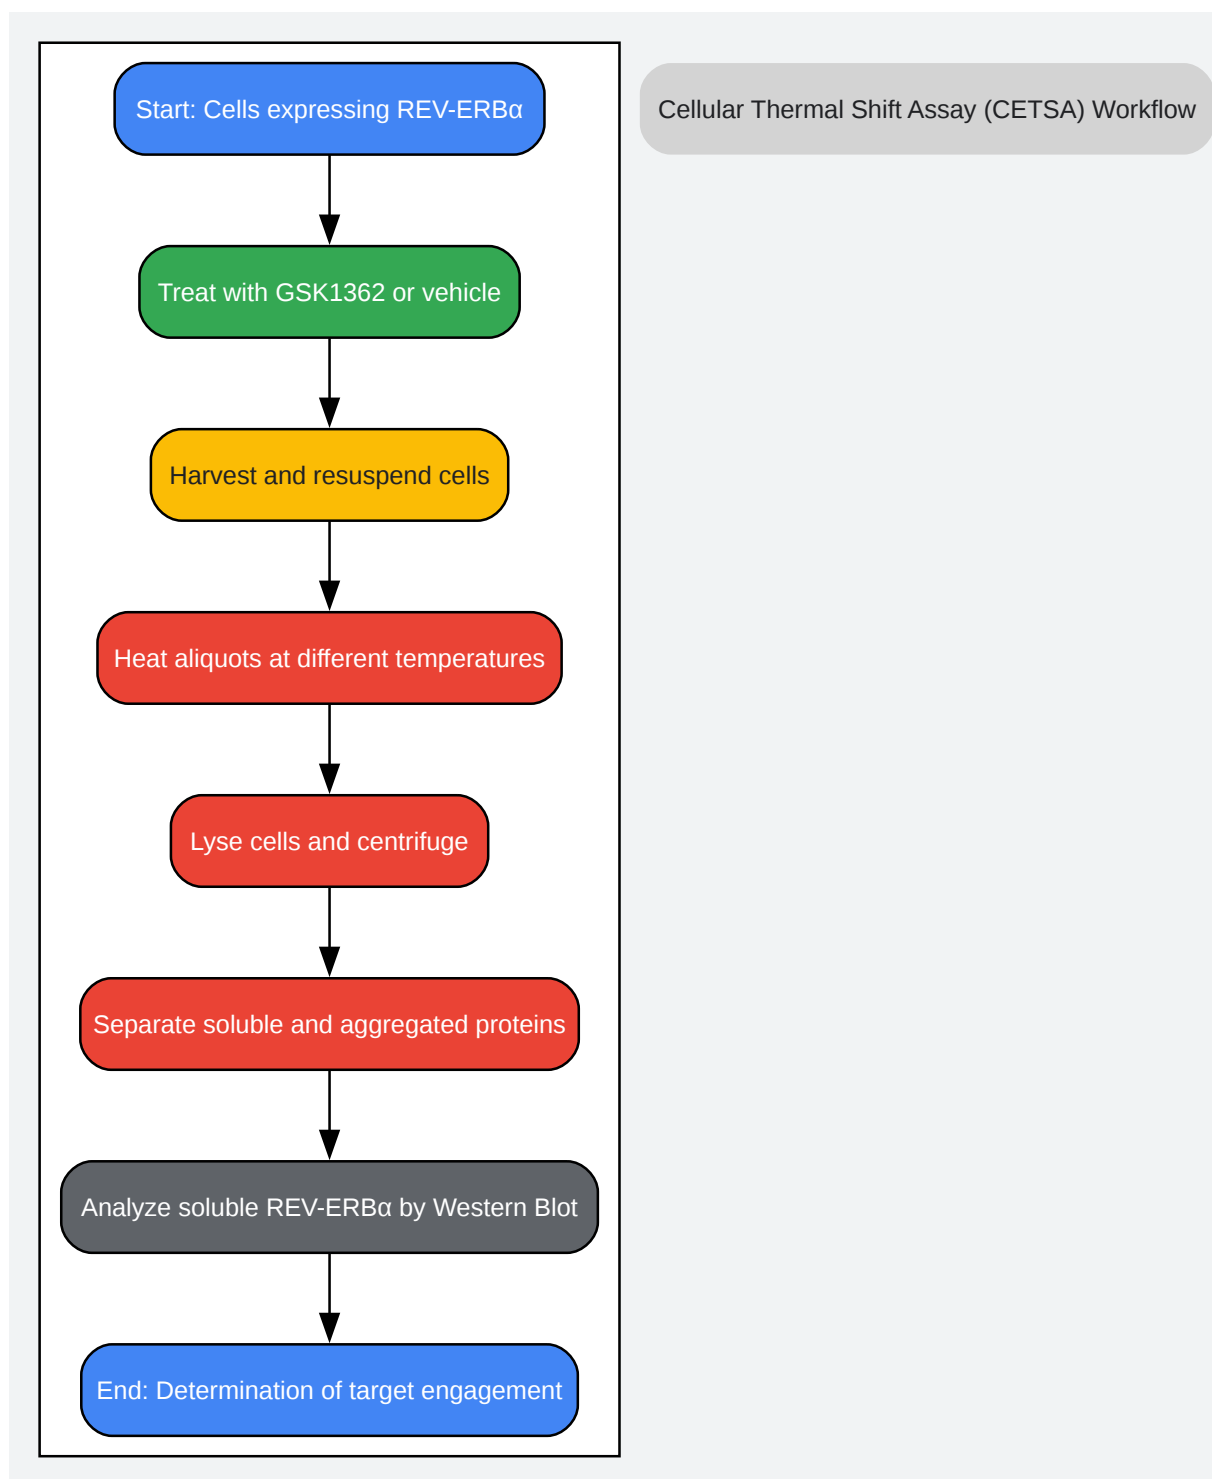 Start: Cells expressing REV-ERBα
Cellular Thermal Shift Assay (CETSA) Workflow
Treat with GSK1362 or vehicle
Harvest and resuspend cells
Heat aliquots at different temperatures
Lyse cells and centrifuge
Separate soluble and aggregated proteins
Analyze soluble REV-ERBα by Western Blot
End: Determination of target engagement